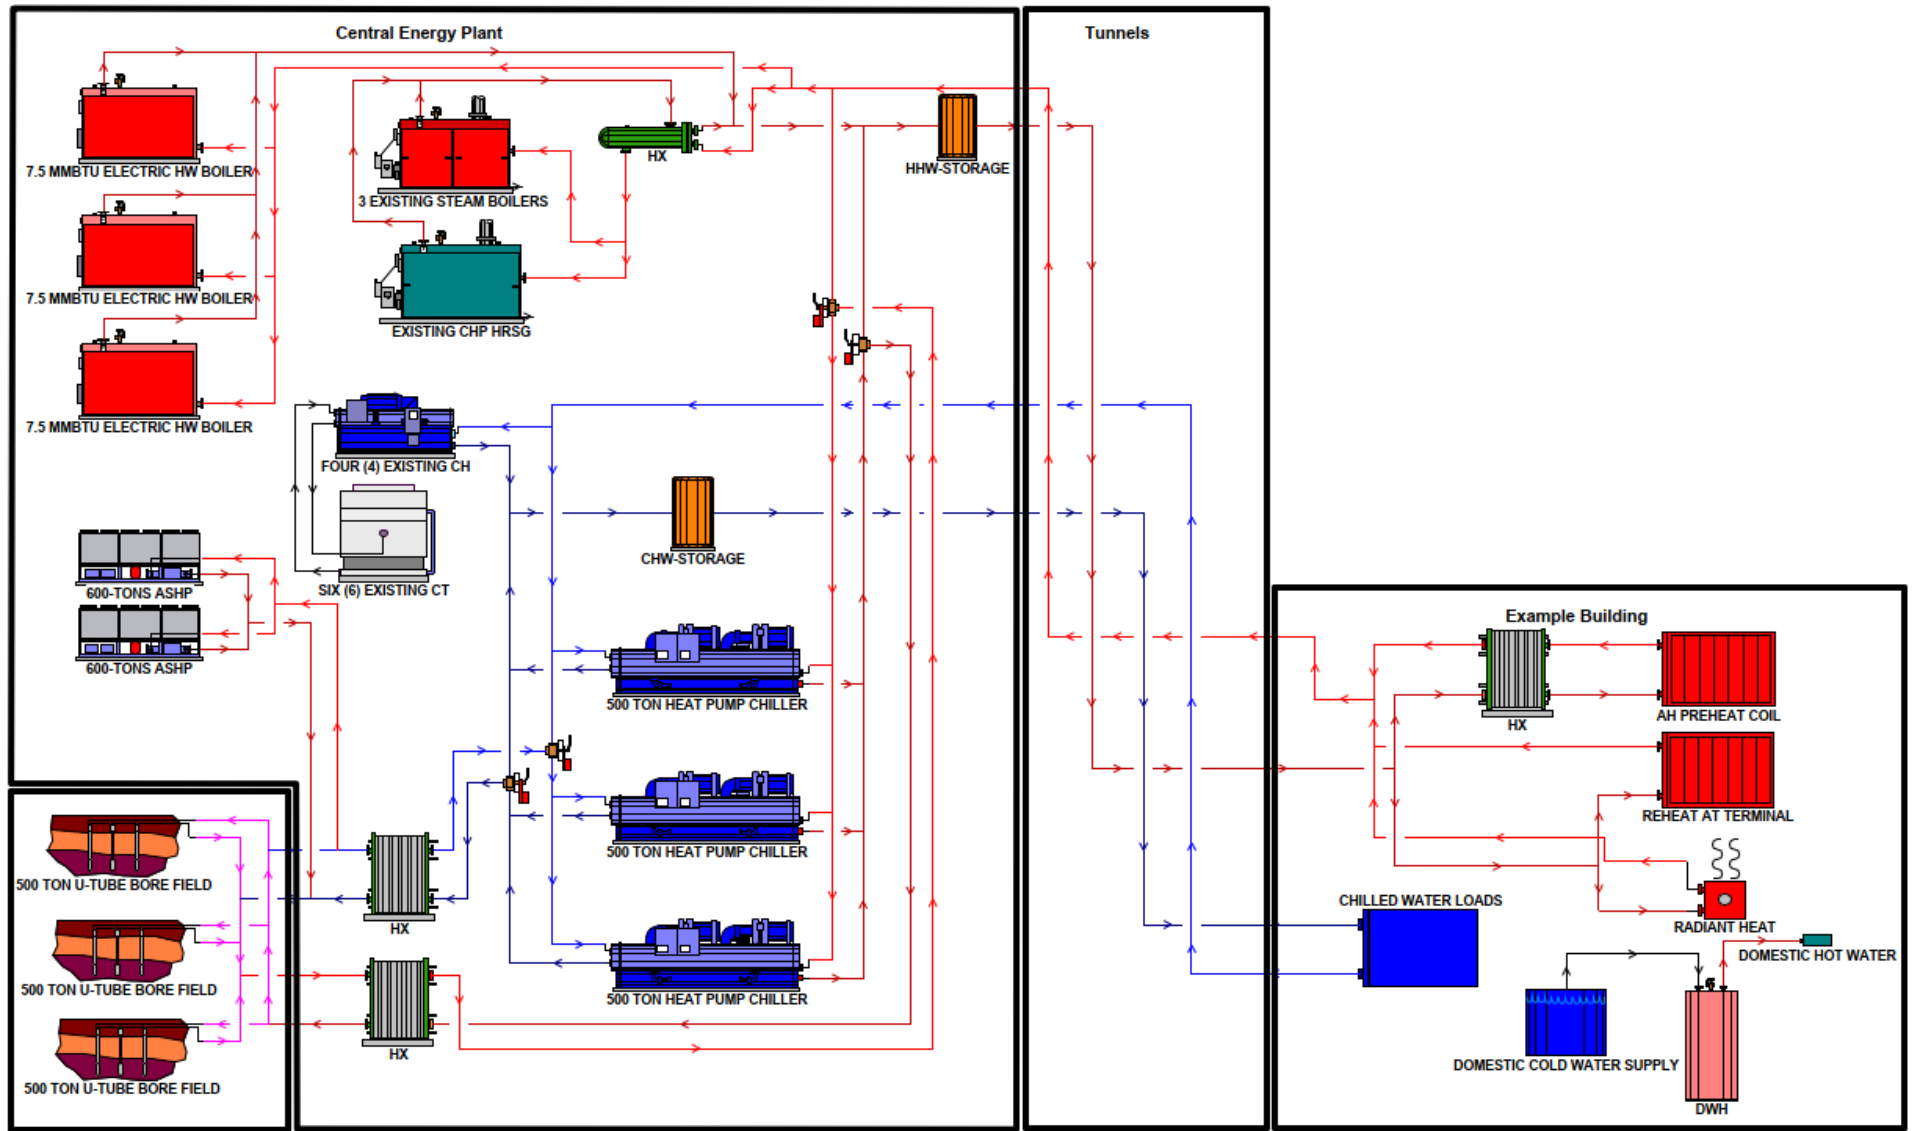 Central Energy Plant
Tunnels
7.5 MMBTU ELECTRIC HW BOILER
3 EXISTING STEAM BOILERS
HX
HHW-STORAGE
7.5 MMBTU ELECTRIC HW BOILER
EXISTING CHP HRSG
7.5 MMBTU ELECTRIC HW BOILER
FOUR (4) EXISTING CH
CHW-STORAGE
600-TONS ASHP
SIX (6) EXISTING CT
600-TONS ASHP
500 TON HEAT PUMP CHILLER
500 TON HEAT PUMP CHILLER
500 TON HEAT PUMP CHILLER
500 TON U-TUBE BORE FIELD
HX
500 TON U-TUBE BORE FIELD
HX
500 TON U-TUBE BORE FIELD
Example Building
HX
AH PREHEAT COIL
REHEAT AT TERMINAL
CHILLED WATER LOADS
RADIANT HEAT
DOMESTIC HOT WATER
DOMESTIC COLD WATER SUPPLY
DWH